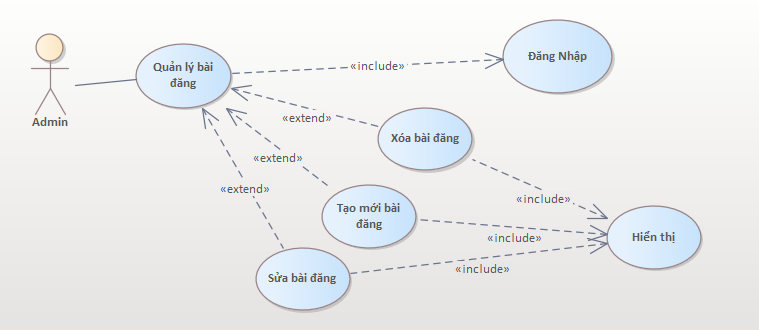 Admin
Quản lý bài
đăng
«include»
Đăng Nhập
«extend»
Xóa bài đăng
«extend»
«include»
Tạo mới bài
đăng
«extend»
«include»
Hiển thị
Sửa bài đăng
«include»